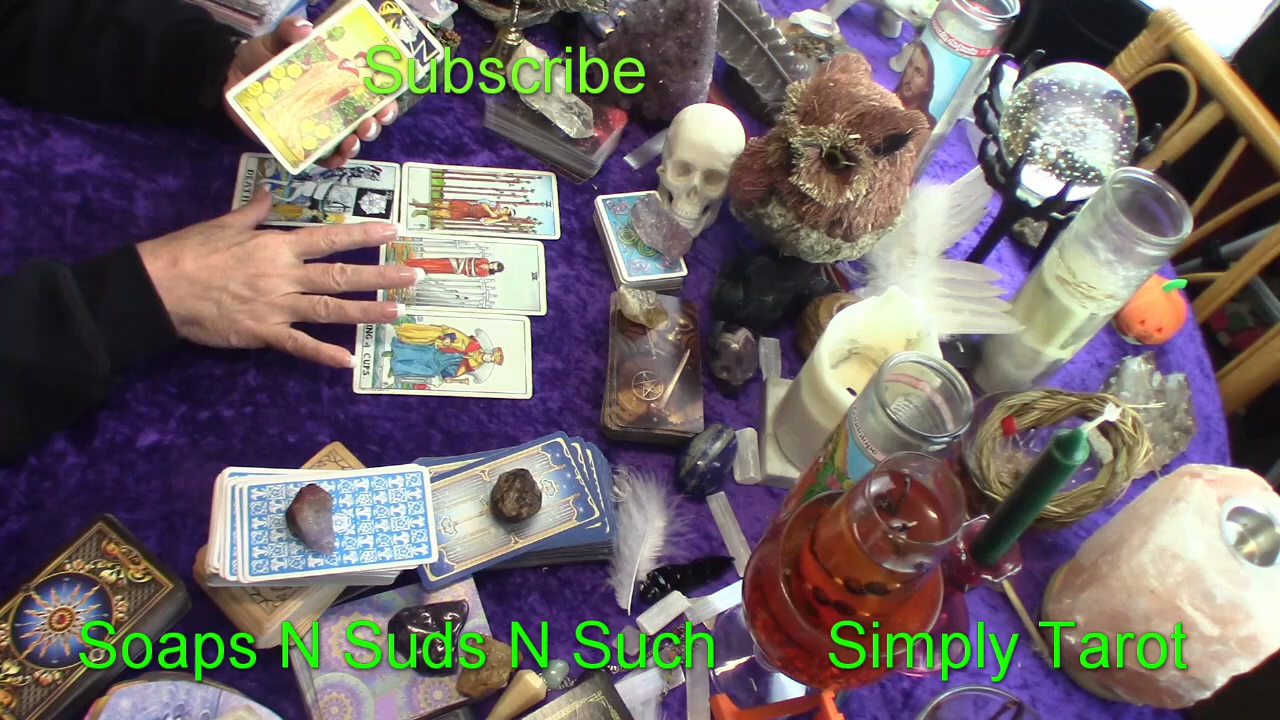 Subscribe
DEATH
KING of CUPS
Soaps N Suds N Such
Simply Tarot